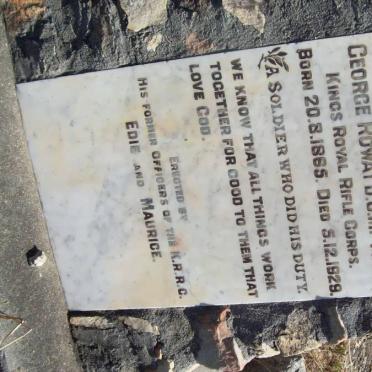 GEORGE
KINGS ROYAL RIFLE CORPS.
BORN 20.8.1865. DIED 5.12.1929.
A SOLDIER WHO DID HIS DUTY.
WE KNOW THAT ALL THINGS WORK
TOGETHER FOR GOOD TO THEM THAT
LOVE GOD.
ERECTED BY
HIS FORMER OFFICERS OF THE K.R.R.C.
EDIE AND MAURICE.